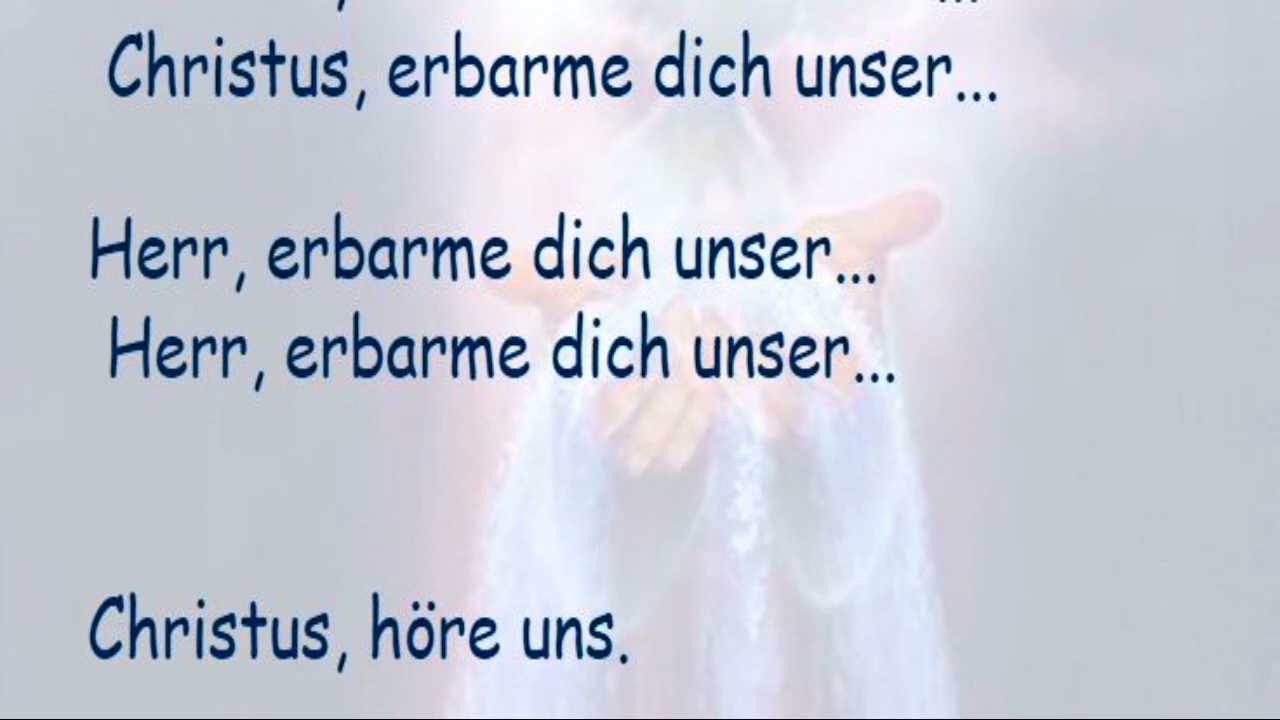 Christus, erbarme dich unser...
Herr, erbarme dich unser...
Herr, erbarme dich unser...
Christus, höre uns.